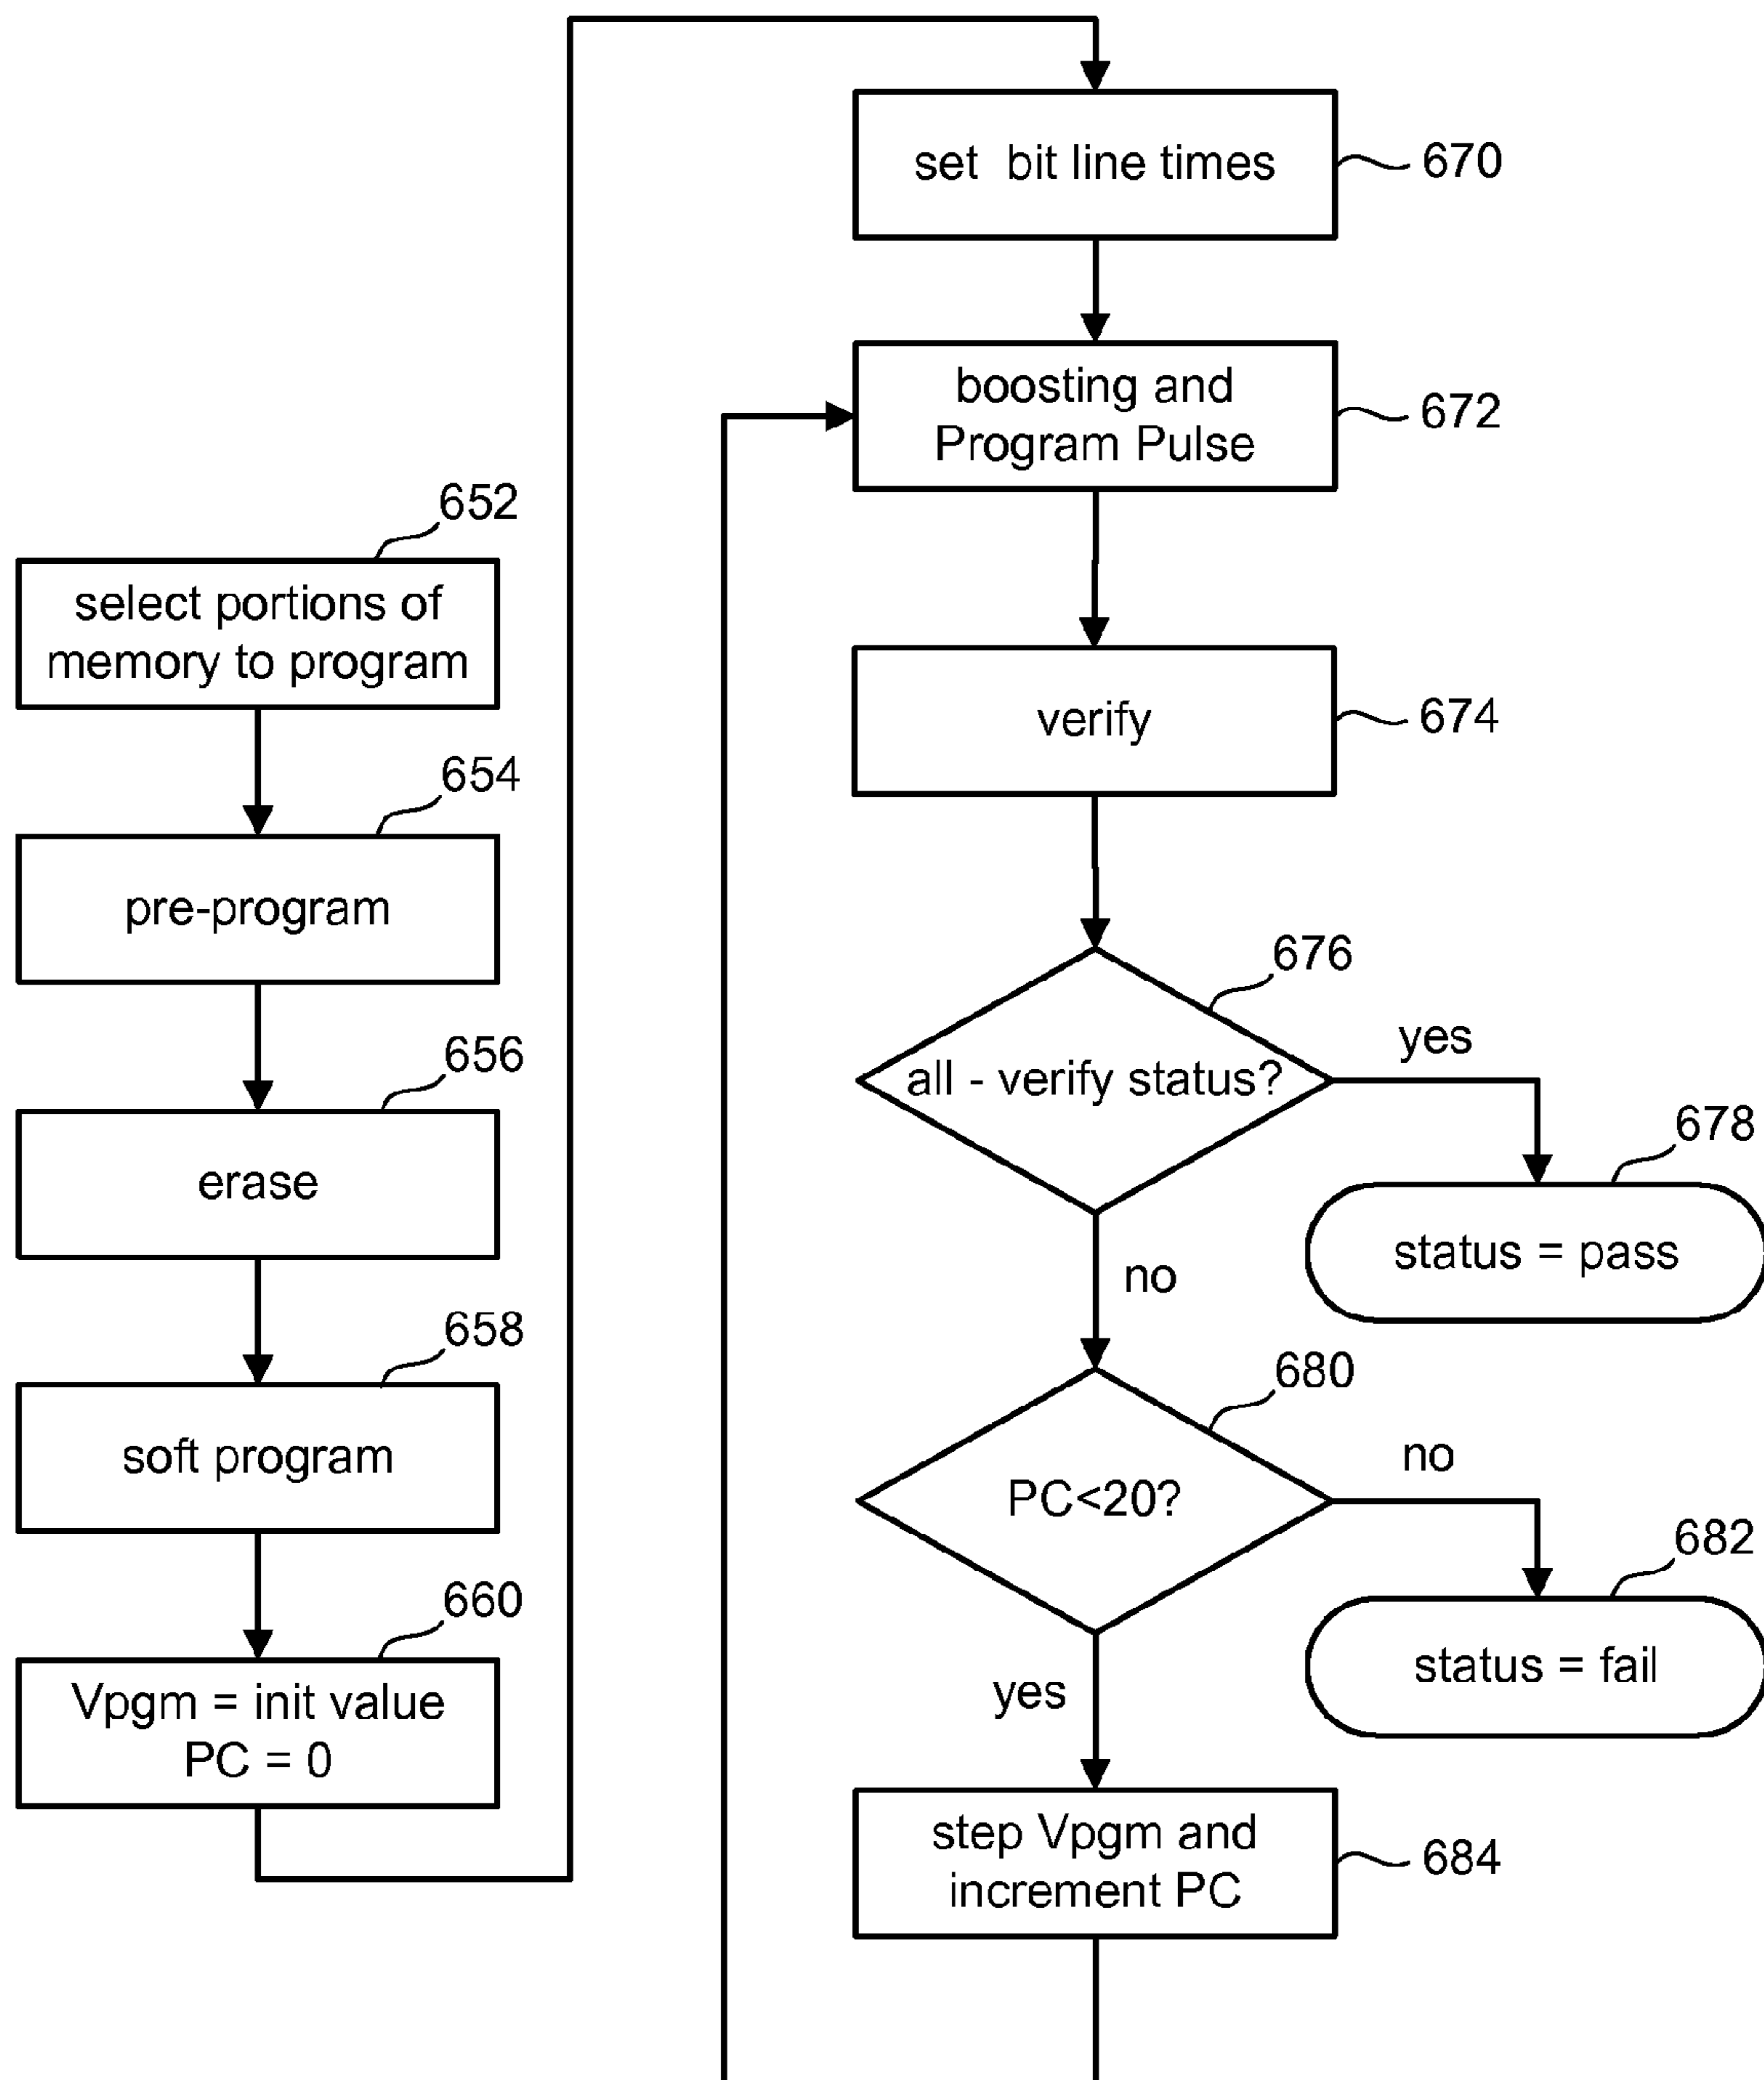 652
select portions of
memory to program
654
pre-program
656
erase
658
soft program
660
Vpgm = init value
PC = 0
set bit line times
670
boosting and
Program Pulse
672
verify
674
676
all - verify status?
yes
678
status = pass
no
680
PC<20?
no
682
status = fail
yes
step Vpgm and
increment PC
684